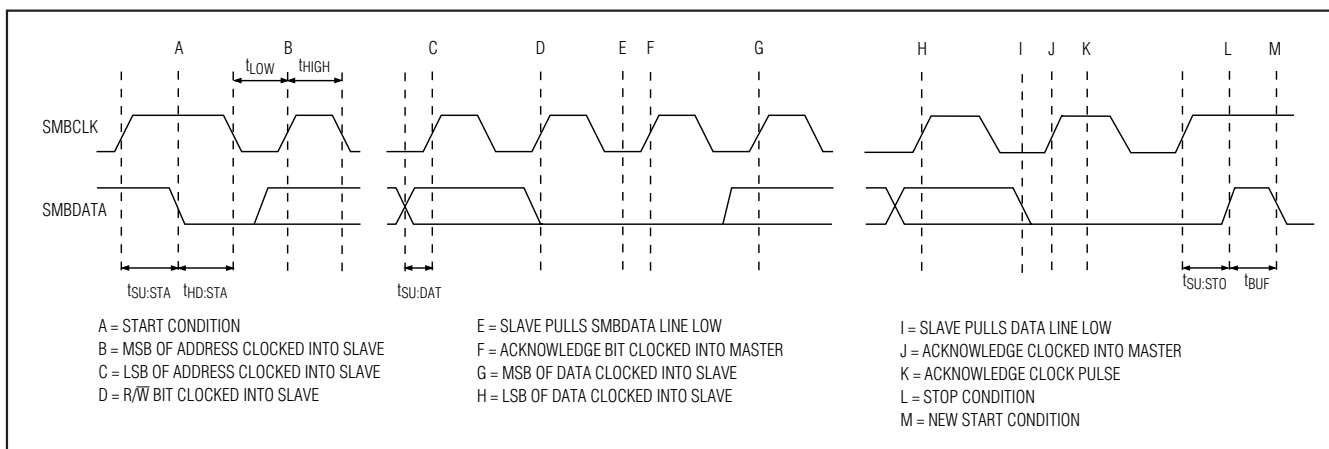 A B C D E F G H I J K L M
tLOW tHIGH
SMBCLK
SMBDATA
tSU:STA tHD:STA tSU:DAT tSU:STO tBUF
A = START CONDITION
B = MSB OF ADDRESS CLOCKED INTO SLAVE
C = LSB OF ADDRESS CLOCKED INTO SLAVE
D = R/W̅ BIT CLOCKED INTO SLAVE
E = SLAVE PULLS SMBDATA LINE LOW
F = ACKNOWLEDGE BIT CLOCKED INTO MASTER
G = MSB OF DATA CLOCKED INTO SLAVE
H = LSB OF DATA CLOCKED INTO SLAVE
I = SLAVE PULLS DATA LINE LOW
J = ACKNOWLEDGE CLOCKED INTO MASTER
K = ACKNOWLEDGE CLOCK PULSE
L = STOP CONDITION
M = NEW START CONDITION